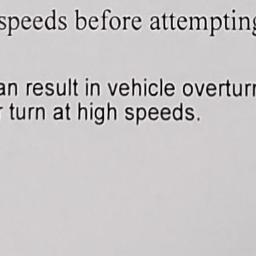 speeds before attempting
an result in vehicle overturn
turn at high speeds.